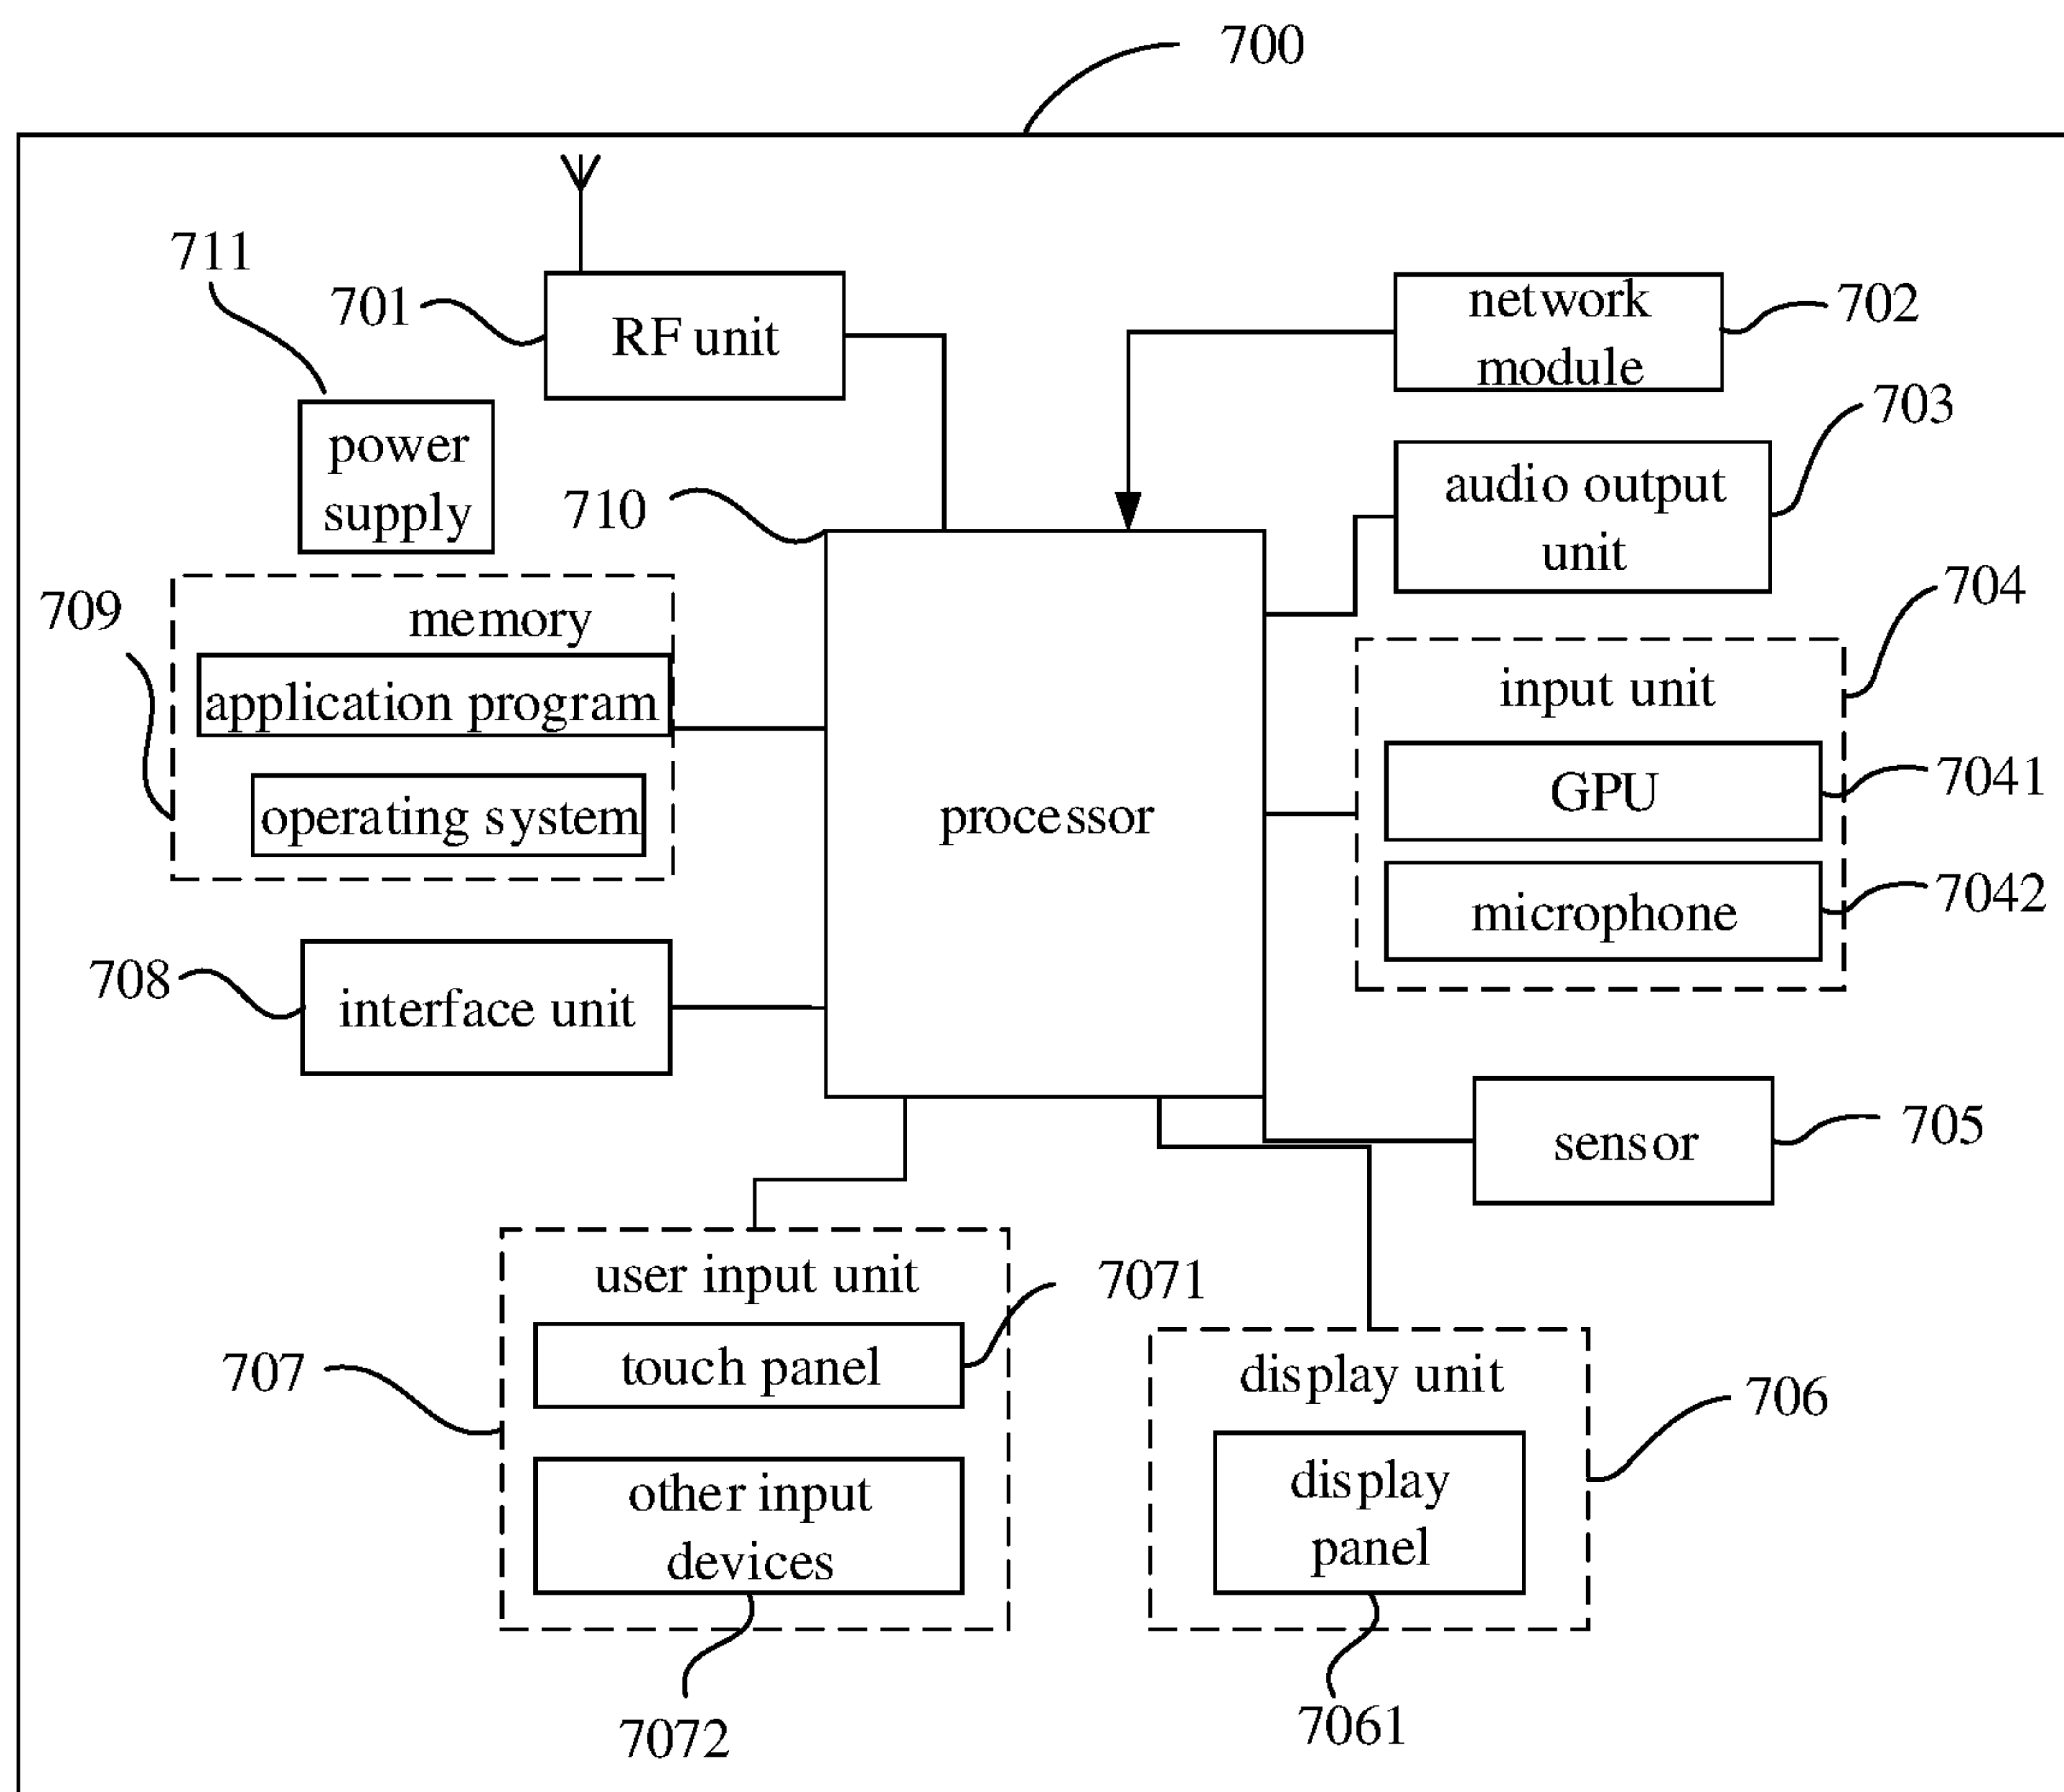 700
711
701
RF unit
network
module
702
703
power
supply
710
audio output
unit
709
memory
704
application program
input unit
operating system
processor
GPU
7041
microphone
7042
708
interface unit
sensor
705
user input unit
7071
707
touch panel
display unit
706
other input
devices
display
panel
7072
7061